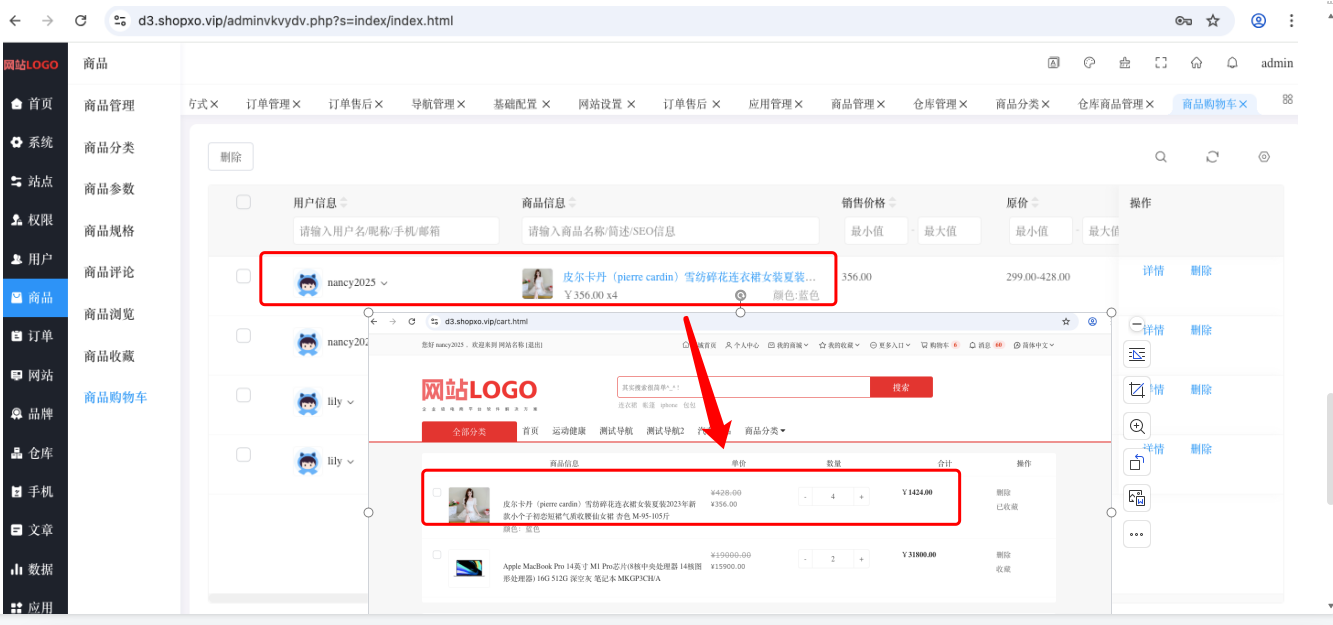 d3.shopxo.vip/adminvkvydv.php?s=index/index.html
网站LOGO
商品
admin
首页
系统
站点
权限
用户
商品
订单
网站
品牌
仓库
手机
文章
数据
应用
商品管理
商品分类
商品参数
商品规格
商品评论
商品浏览
商品收藏
商品购物车
方式 订单管理 订单售后 导航管理 基础配置 网站设置 订单售后 应用管理 商品管理 仓库管理 商品分类 仓库商品管理 商品购物车
删除
用户信息 商品信息 销售价格 原价 操作
请输入用户名/昵称/手机/邮箱 请输入商品名称/简述/SEO信息 最小值 - 最大值 最小值 - 最大值
nancy2025 皮尔卡丹（pierre cardin）雪纺碎花连衣裙女装夏装... 356.00 299.00-428.00 详情 删除
￥356.00 x4 颜色:蓝色
nancy202 详情 删除
lily 详情 删除
lily 详情 删除
d3.shopxo.vip/cart.html
您好 nancy2025 ，欢迎来到 网站名称 [退出]
城首页 个人中心 我的商城 我的收藏 更多入口 购物车 6 消息 60 简体中文
网站LOGO
其实搜索很简单^_^ !
搜索
连衣裙 帐篷 iphone 包包
全部分类 首页 运动健康 测试导航 测试导航2 商品分类
商品信息 单价 数量 合计 操作
皮尔卡丹（pierre cardin）雪纺碎花连衣裙女装夏装2023年新
款小个子初恋短裙气质收腰仙女裙 杏色 M-95-105斤
颜色：蓝色
¥428.00
¥356.00
- 4 +
￥1424.00
删除
已收藏
Apple MacBook Pro 14英寸 M1 Pro芯片(8核中央处理器 14核图
形处理器) 16G 512G 深空灰 笔记本 MKGP3CH/A
¥19000.00
¥15900.00
- 2 +
￥31800.00
删除
收藏